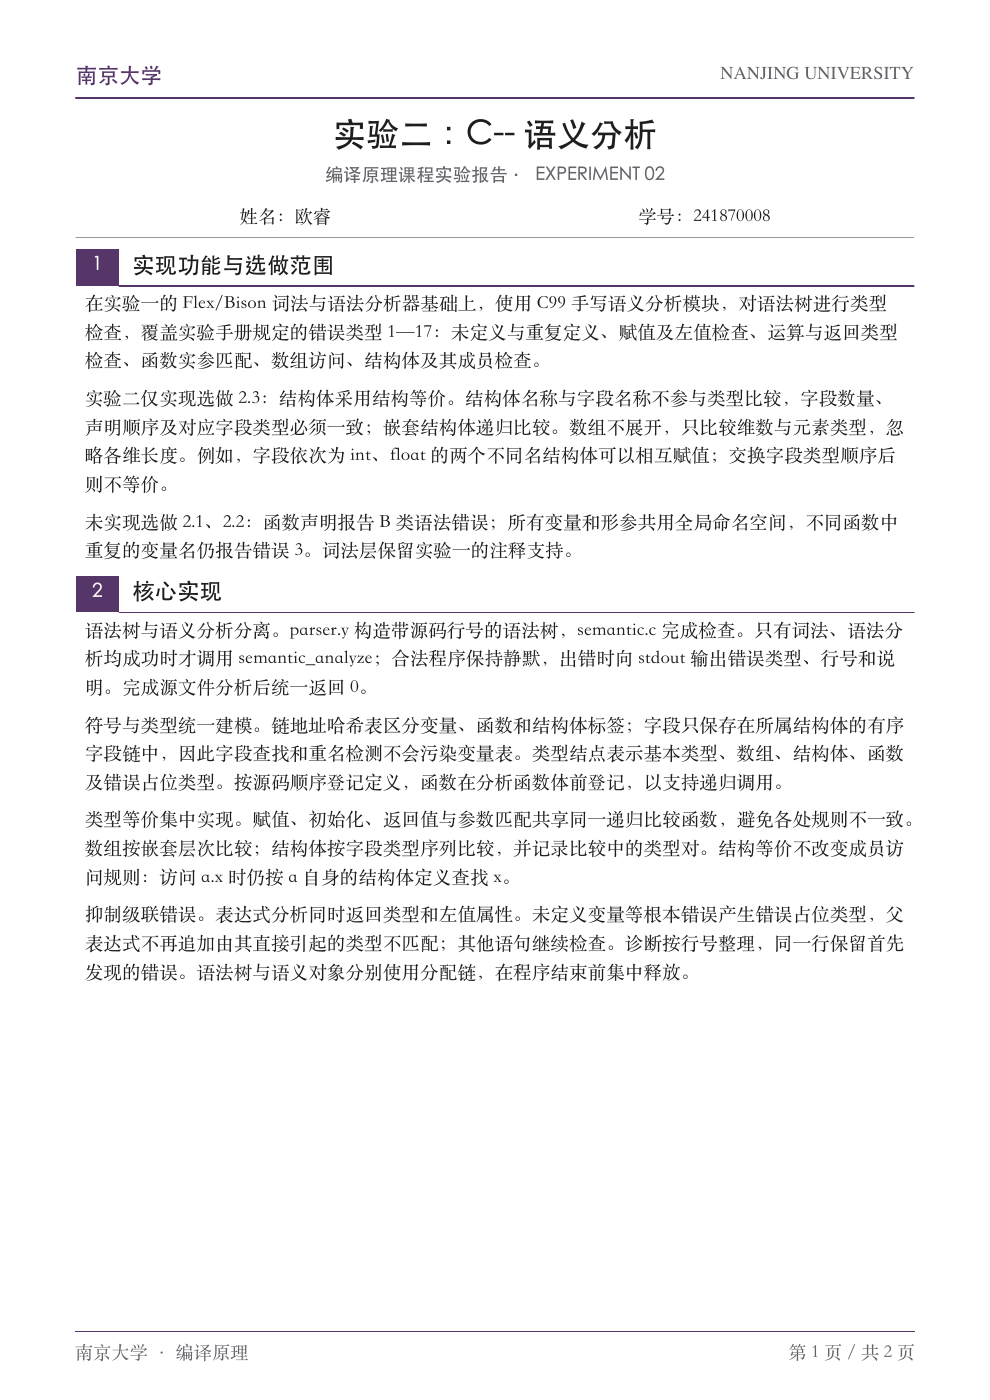 南京大学
NANJING UNIVERSITY
实验二：C-- 语义分析
编译原理课程实验报告 · EXPERIMENT 02
姓名：欧睿
学号：241870008
1 实现功能与选做范围
在实验一的 Flex/Bison 词法与语法分析器基础上，使用 C99 手写语义分析模块，对语法树进行类型
检查，覆盖实验手册规定的错误类型 1—17：未定义与重复定义、赋值及左值检查、运算与返回类型
检查、函数实参匹配、数组访问、结构体及其成员检查。
实验二仅实现选做 2.3：结构体采用结构等价。结构体名称与字段名称不参与类型比较，字段数量、
声明顺序及对应字段类型必须一致；嵌套结构体递归比较。数组不展开，只比较维数与元素类型，忽
略各维长度。例如，字段依次为 int、float 的两个不同名结构体可以相互赋值；交换字段类型顺序后
则不等价。
未实现选做 2.1、2.2：函数声明报告 B 类语法错误；所有变量和形参共用全局命名空间，不同函数中
重复的变量名仍报告错误 3。词法层保留实验一的注释支持。
2 核心实现
语法树与语义分析分离。parser.y 构造带源码行号的语法树，semantic.c 完成检查。只有词法、语法分
析均成功时才调用 semantic_analyze；合法程序保持静默，出错时向 stdout 输出错误类型、行号和说
明。完成源文件分析后统一返回 0。
符号与类型统一建模。链地址哈希表区分变量、函数和结构体标签；字段只保存在所属结构体的有序
字段链中，因此字段查找和重名检测不会污染变量表。类型结点表示基本类型、数组、结构体、函数
及错误占位类型。按源码顺序登记定义，函数在分析函数体前登记，以支持递归调用。
类型等价集中实现。赋值、初始化、返回值与参数匹配共享同一递归比较函数，避免各处规则不一致。
数组按嵌套层次比较；结构体按字段类型序列比较，并记录比较中的类型对。结构等价不改变成员访
问规则：访问 a.x 时仍按 a 自身的结构体定义查找 x。
抑制级联错误。表达式分析同时返回类型和左值属性。未定义变量等根本错误产生错误占位类型，父
表达式不再追加由其直接引起的类型不匹配；其他语句继续检查。诊断按行号整理，同一行保留首先
发现的错误。语法树与语义对象分别使用分配链，在程序结束前集中释放。
南京大学 · 编译原理
第 1 页 / 共 2 页